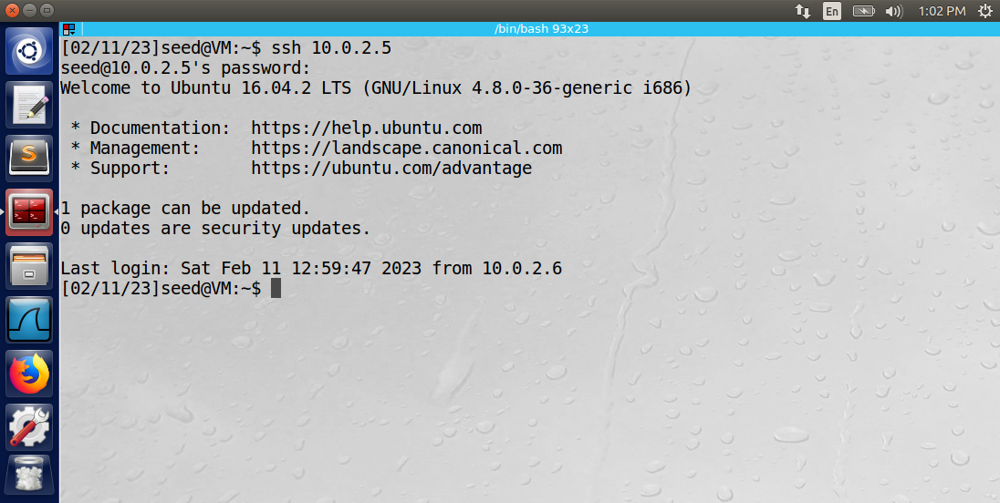 En
1:02 PM
/bin/bash 93x23
[02/11/23]seed@VM:~$ ssh 10.0.2.5
seed@10.0.2.5's password:
Welcome to Ubuntu 16.04.2 LTS (GNU/Linux 4.8.0-36-generic i686)
* Documentation:  https://help.ubuntu.com
* Management:     https://landscape.canonical.com
* Support:        https://ubuntu.com/advantage
1 package can be updated.
0 updates are security updates.
Last login: Sat Feb 11 12:59:47 2023 from 10.0.2.6
[02/11/23]seed@VM:~$